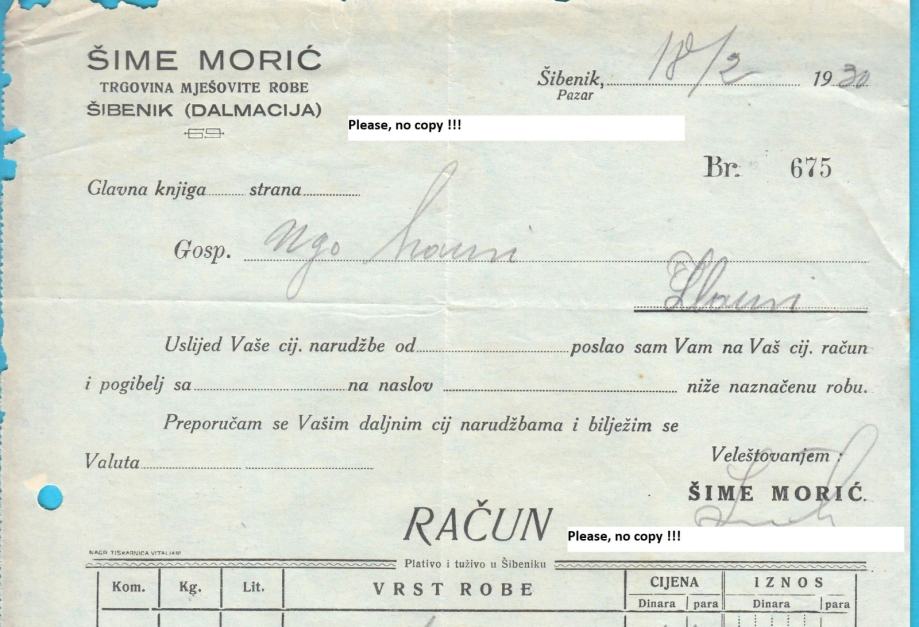 ŠIME MORIĆ
TRGOVINA MJEŠOVITE ROBE
ŠIBENIK (DALMACIJA)
69
Šibenik, 18/2 1930
Pazar
Please, no copy !!!
Br. 675
Glavna knjiga strana
Gosp.
Uslijed Vaše cij. narudžbe od poslao sam Vam na Vaš cij. račun
i pogibelj sa na naslov niže naznačenu robu.
Preporučam se Vašim daljnim cij narudžbama i bilježim se
Valuta
Veleštovanjem :
ŠIME MORIĆ.
RAČUN
Please, no copy !!!
NAGR. TISKARNICA VITALIANI
Plativo i tuživo u Šibeniku
Kom. Kg. Lit. VRST ROBE CIJENA IZNOS
Dinara para Dinara para